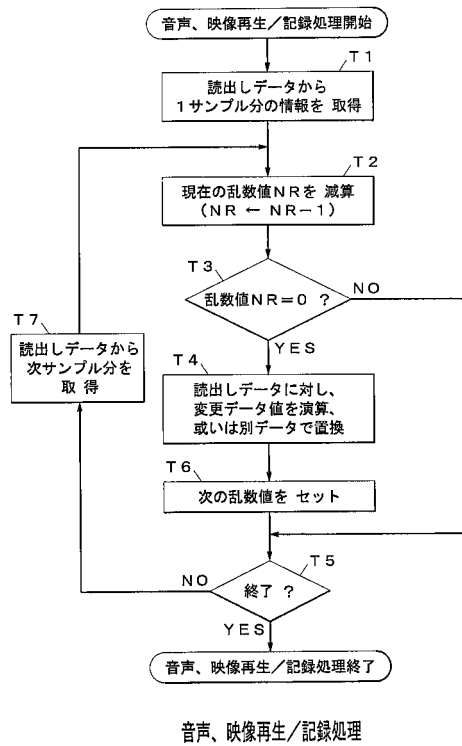 音声、映像再生／記録処理開始
T1
読出しデータから
1サンプル分の情報を 取得
T2
現在の乱数値NRを 減算
(NR ← NR−1)
T3
乱数値NR=0 ?
NO
YES
T7
読出しデータから
次サンプル分を
取 得
T4
読出しデータに対し、
変更データ値を演算、
或いは別データで置換
T6
次の乱数値を セット
T5
終了 ?
NO
YES
音声、映像再生／記録処理終了
音声、映像再生／記録処理